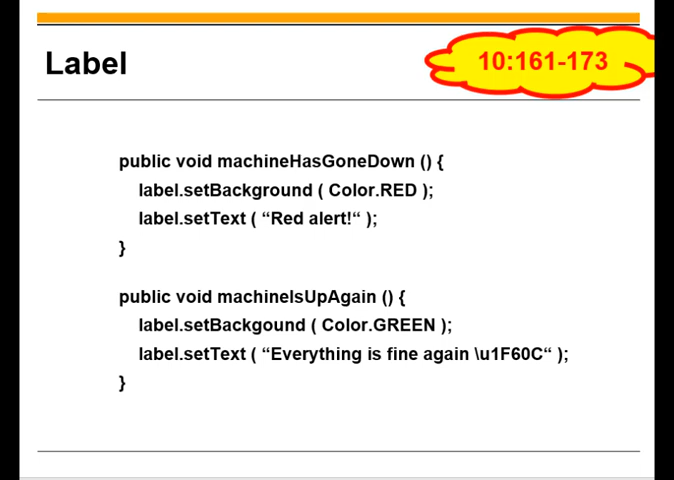 Label
10:161-173
public void machineHasGoneDown () {
label.setBackground ( Color.RED );
label.setText ( “Red alert!“ );
}
public void machineIsUpAgain () {
label.setBackgound ( Color.GREEN );
label.setText ( “Everything is fine again \u1F60C“ );
}